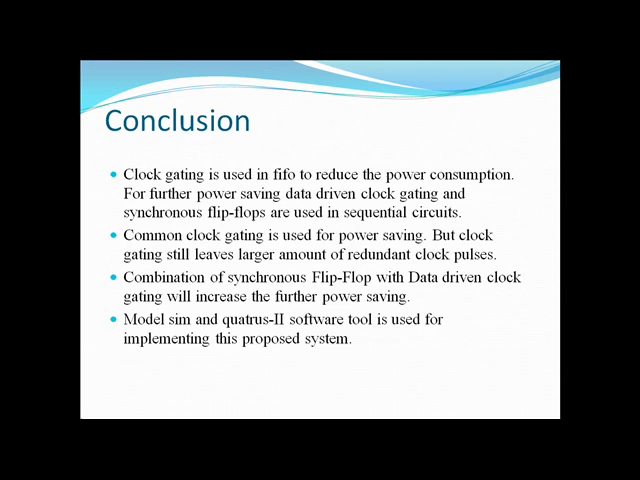 Conclusion
Clock gating is used in fifo to reduce the power consumption.
For further power saving data driven clock gating and
synchronous flip-flops are used in sequential circuits.
Common clock gating is used for power saving. But clock
gating still leaves larger amount of redundant clock pulses.
Combination of synchronous Flip-Flop with Data driven clock
gating will increase the further power saving.
Model sim and quatrus-II software tool is used for
implementing this proposed system.